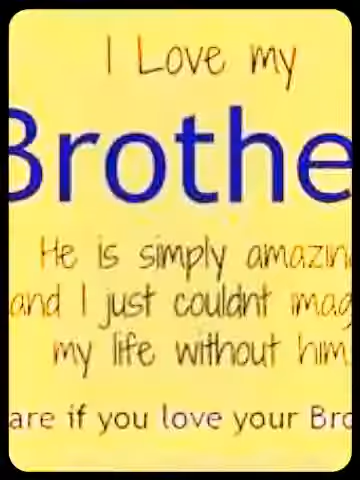 I Love my
Brothe
He is simply amazin
and I just couldnt imag
my life without him.
are if you love your Bro